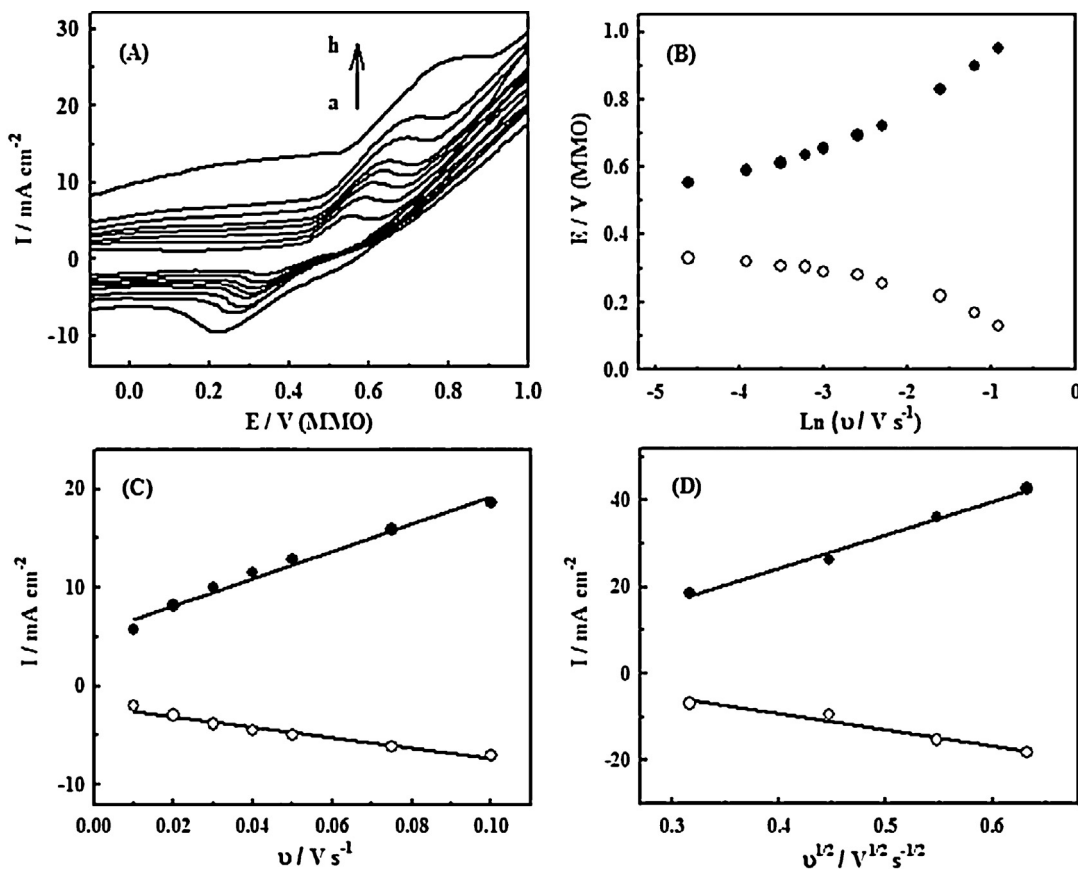 (A)
h
a
30
20
10
0
-10
I / mA cm-2
0.0 0.2 0.4 0.6 0.8 1.0
E / V (MMO)
(B)
1.0
0.8
0.6
0.4
0.2
0.0
E / V (MMO)
-5 -4 -3 -2 -1 0
Ln (υ / V s-1)
(C)
20
10
0
-10
I / mA cm-2
0.00 0.02 0.04 0.06 0.08 0.10
υ / V s-1
(D)
40
20
0
-20
I / mA cm-2
0.3 0.4 0.5 0.6
υ1/2 / V1/2 s-1/2